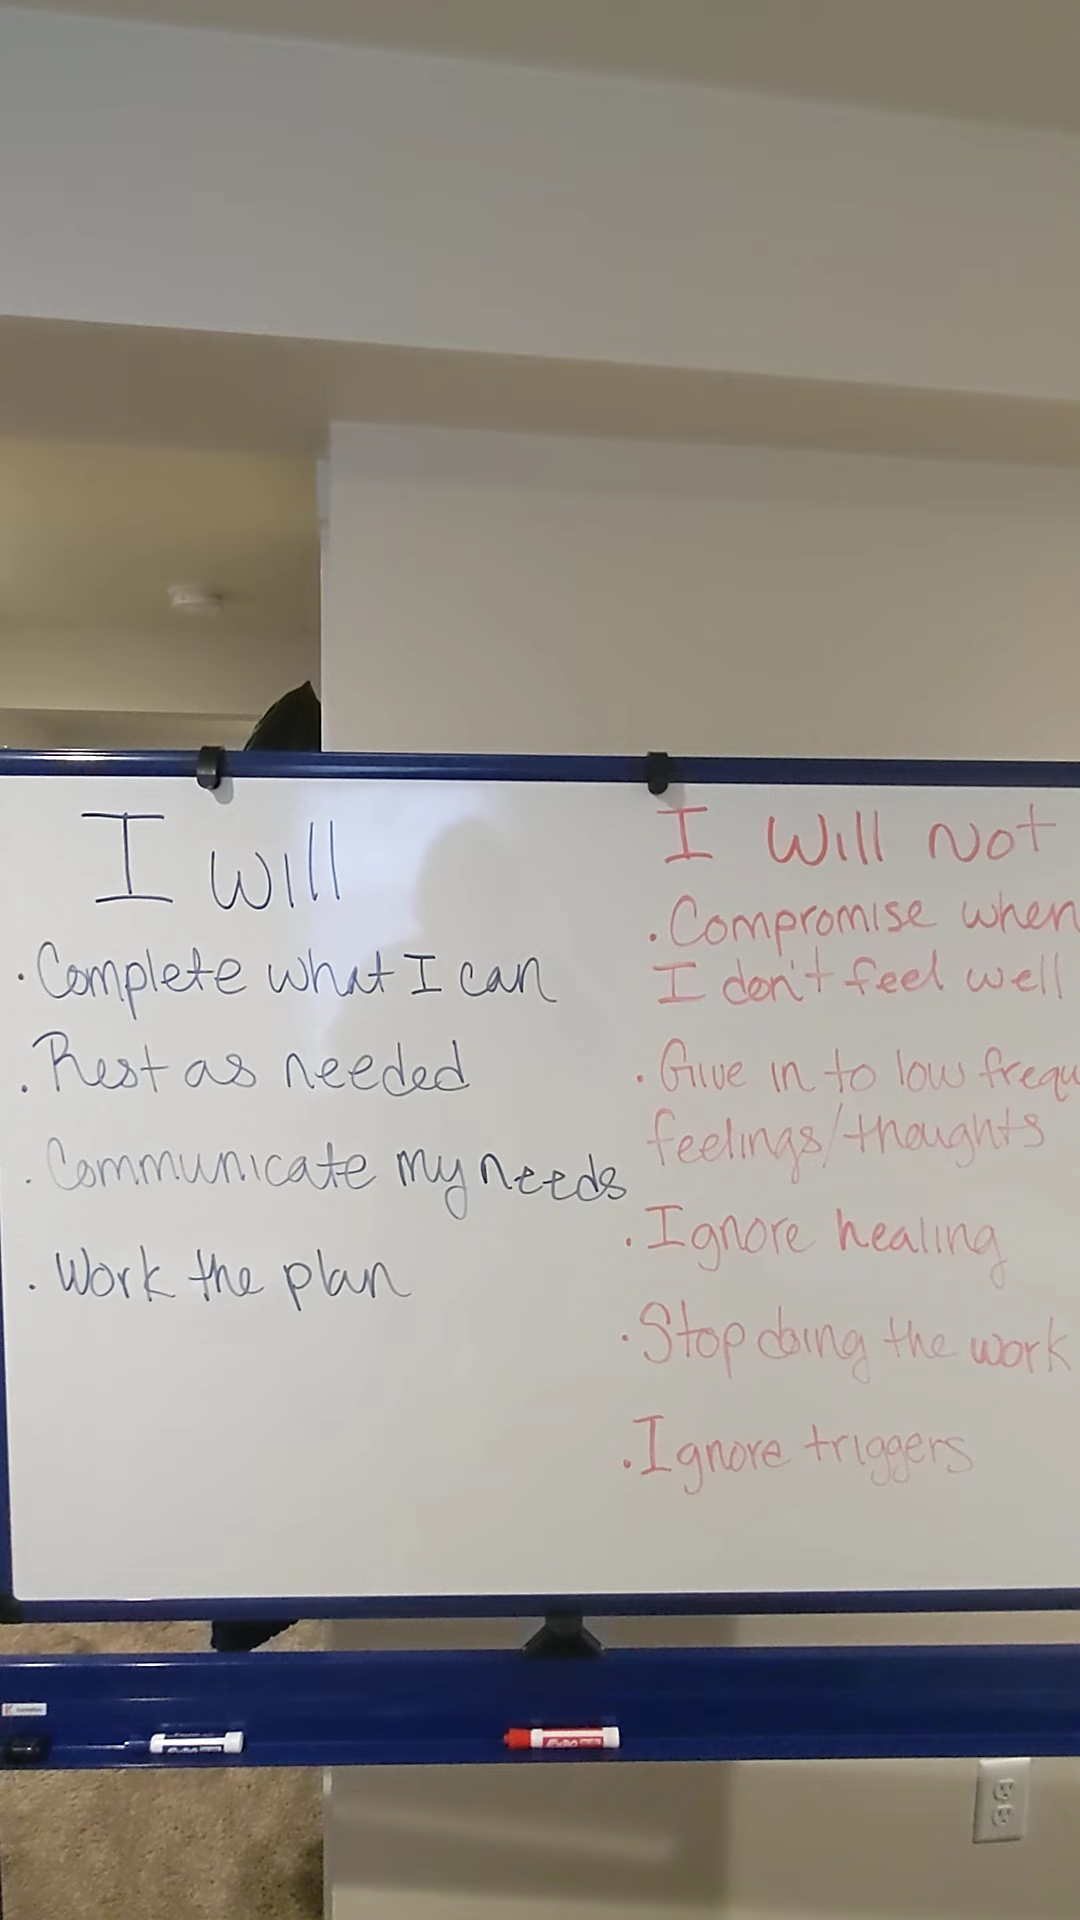 I will
· Complete what I can
· Rest as needed
· Communicate my needs
· Work the plan
I Will Not
· Compromise when
I don't feel well
· Give in to low frequ
feelings/thoughts
· Ignore healing
· Stop doing the work
· Ignore triggers
EXPO